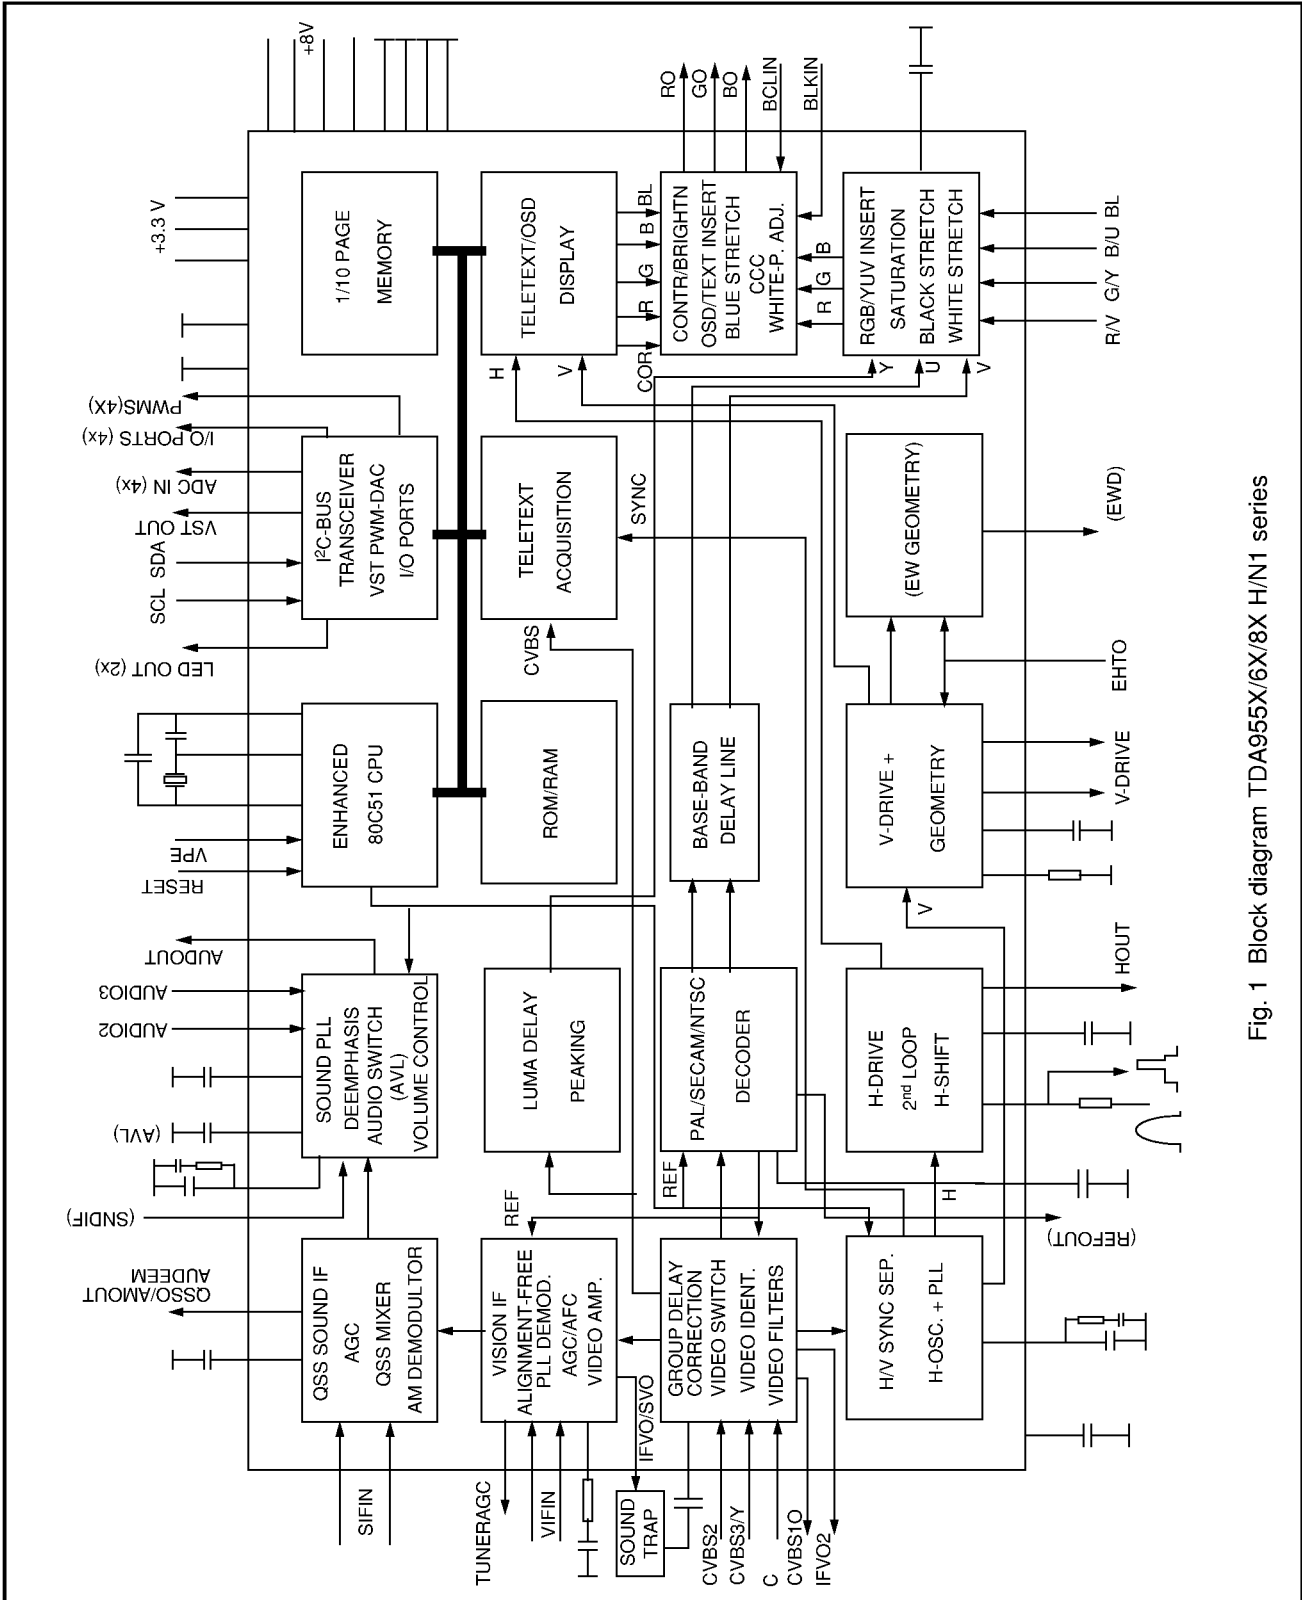 QSSO/AMOUT
AUDEEM
(SNDIF)
(AVL)
AUDIO2
AUDIO3
AUDOUT
RESET
VPE
LED OUT (2x)
SCL
SDA
VST OUT
ADC IN (4x)
I/O PORTS (4x)
PWMS(4X)
+3.3 V
+8V
SIFIN
QSS SOUND IF
AGC
QSS MIXER
AM DEMODULTOR
SOUND PLL
DEEMPHASIS
AUDIO SWITCH
(AVL)
VOLUME CONTROL
ENHANCED
80C51 CPU
I²C-BUS
TRANSCEIVER
VST PWM-DAC
I/O PORTS
1/10 PAGE
MEMORY
TUNERAGC
VIFIN
VISION IF
ALIGNMENT-FREE
PLL DEMOD.
AGC/AFC
VIDEO AMP.
REF
LUMA DELAY
PEAKING
ROM/RAM
CVBS
TELETEXT
ACQUISITION
SYNC
H
V
TELETEXT/OSD
DISPLAY
IFVO/SVO
SOUND
TRAP
COR
R
G
B
BL
CVBS2
CVBS3/Y
C
CVBS1O
IFVO2
GROUP DELAY
CORRECTION
VIDEO SWITCH
VIDEO IDENT.
VIDEO FILTERS
REF
PAL/SECAM/NTSC
DECODER
BASE-BAND
DELAY LINE
CONTR/BRIGHTN
OSD/TEXT INSERT
BLUE STRETCH
CCC
WHITE-P. ADJ.
RO
GO
BO
BCLIN
BLKIN
R
G
B
Y
U
V
RGB/YUV INSERT
SATURATION
BLACK STRETCH
WHITE STRETCH
H/V SYNC SEP.
H-OSC. + PLL
H
H-DRIVE
2nd LOOP
H-SHIFT
V
V-DRIVE +
GEOMETRY
(EW GEOMETRY)
(REFOUT)
HOUT
V-DRIVE
EHTO
(EWD)
R/V
G/Y
B/U
BL
Fig. 1 Block diagram TDA955X/6X/8X H/N1 series